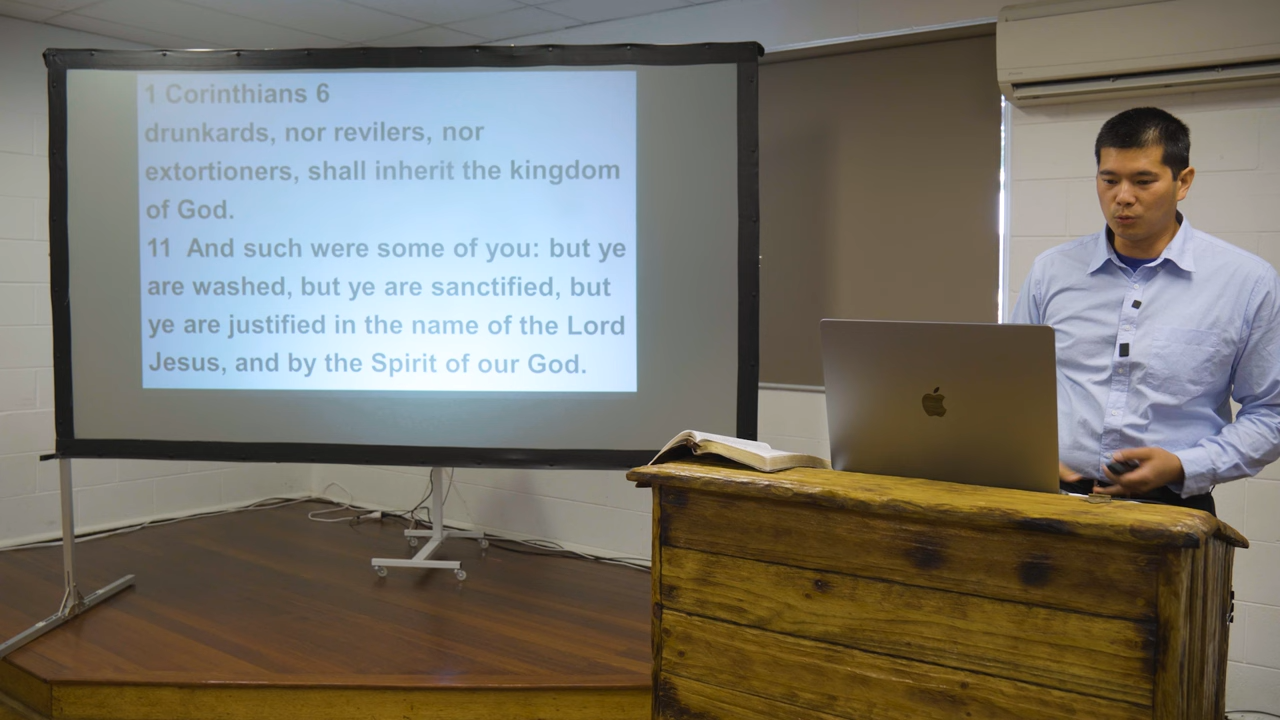 1 Corinthians 6
drunkards, nor revilers, nor
extortioners, shall inherit the kingdom
of God.
11 And such were some of you: but ye
are washed, but ye are sanctified, but
ye are justified in the name of the Lord
Jesus, and by the Spirit of our God.